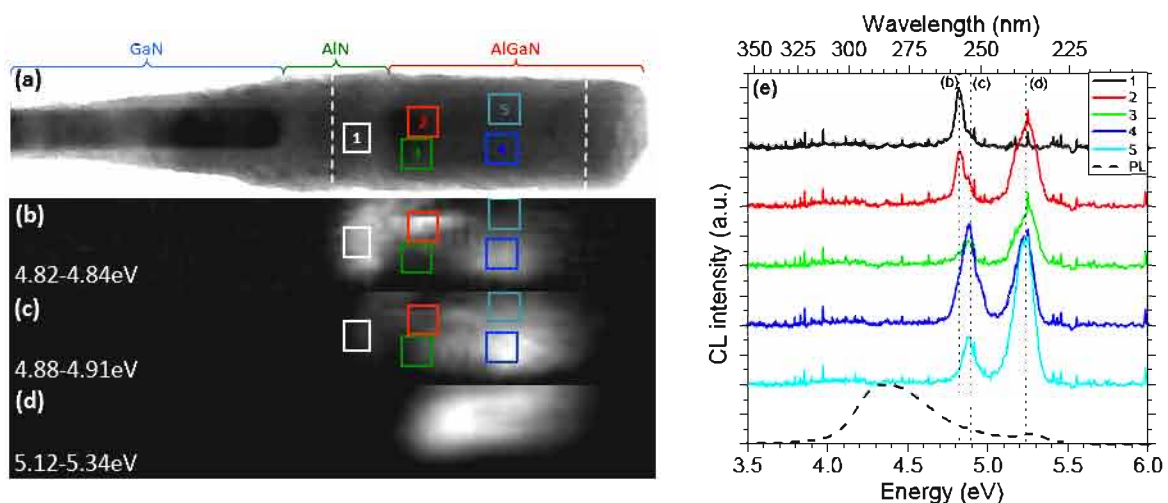 GaN AlN AlGaN
(a)
1 2 3 4 5
(b)
4.82-4.84eV
(c)
4.88-4.91eV
(d)
5.12-5.34eV
Wavelength (nm)
350 325 300 275 250 225
(b) (c) (d)
(e)
1
2
3
4
5
PL
CL intensity (a.u.)
3.5 4.0 4.5 5.0 5.5 6.0
Energy (eV)